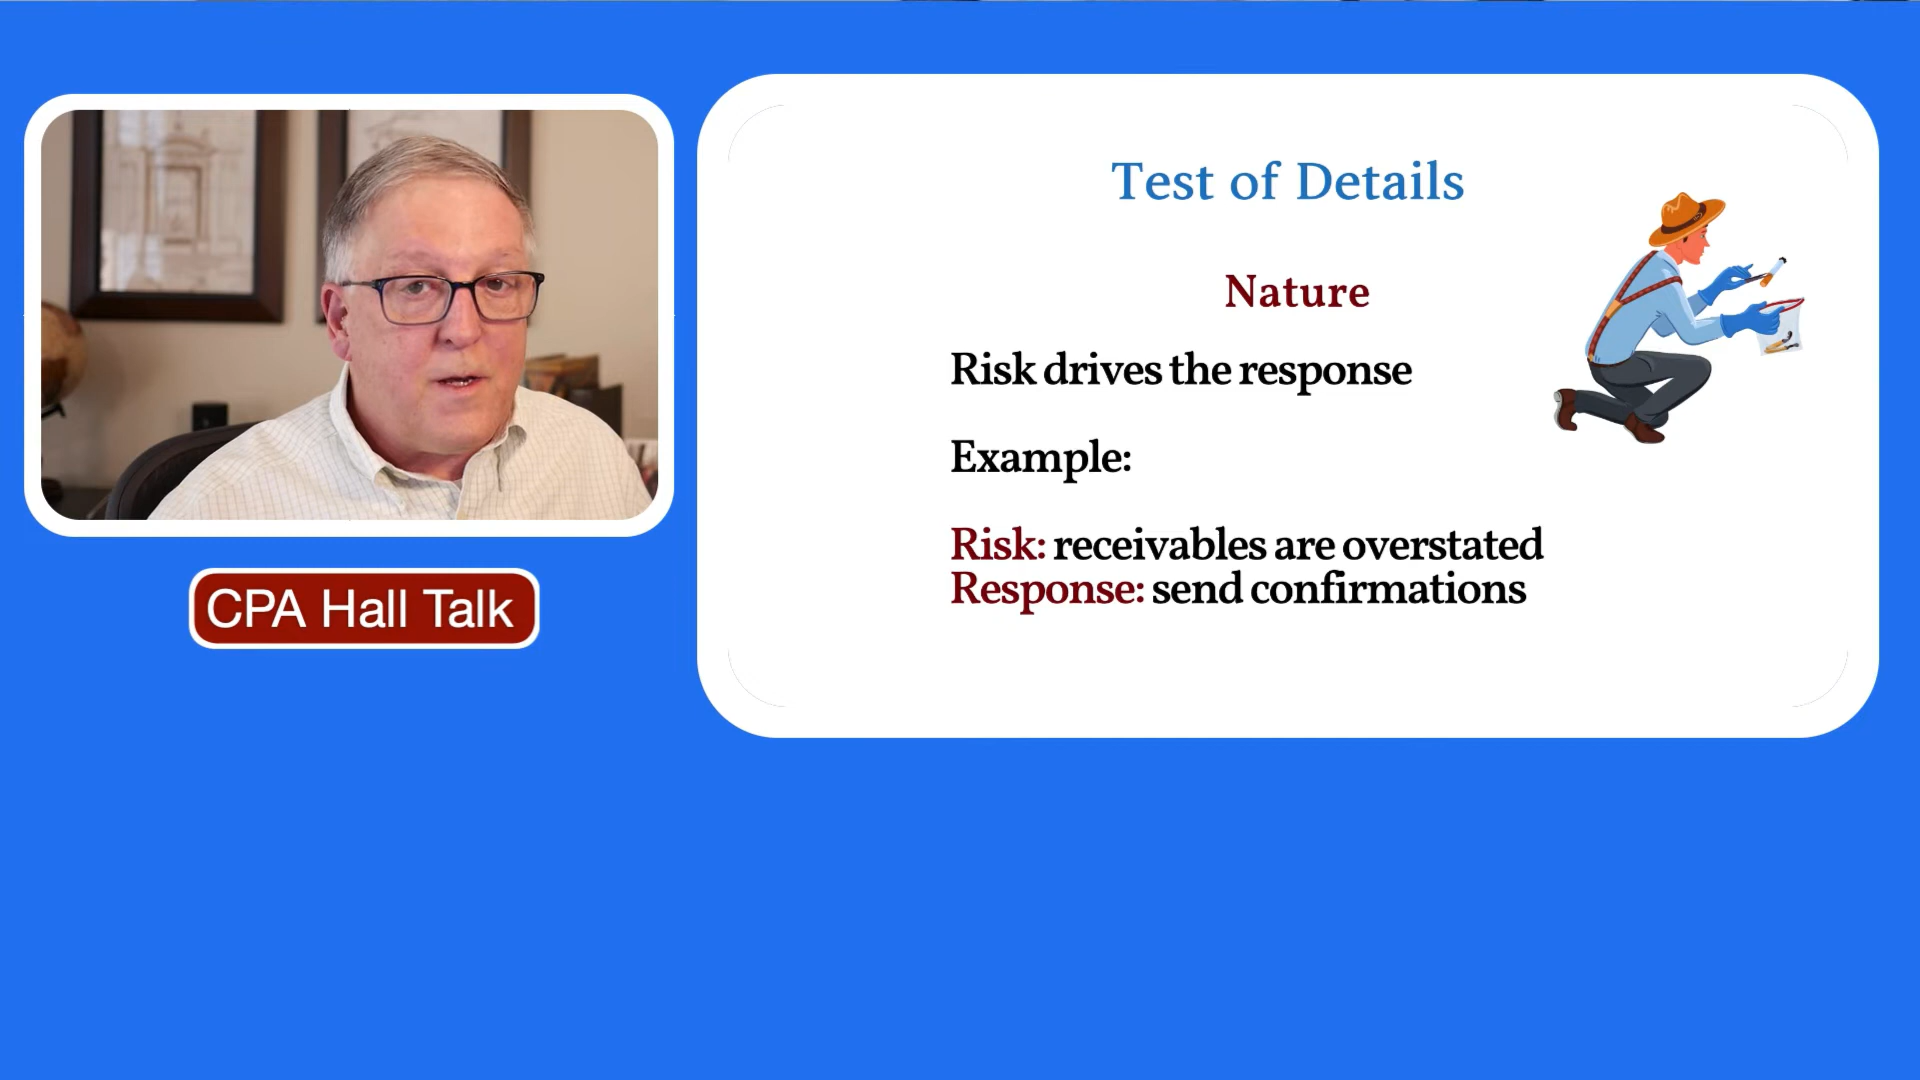 CPA Hall Talk
Test of Details
Nature
Risk drives the response
Example:
Risk: receivables are overstated
Response: send confirmations